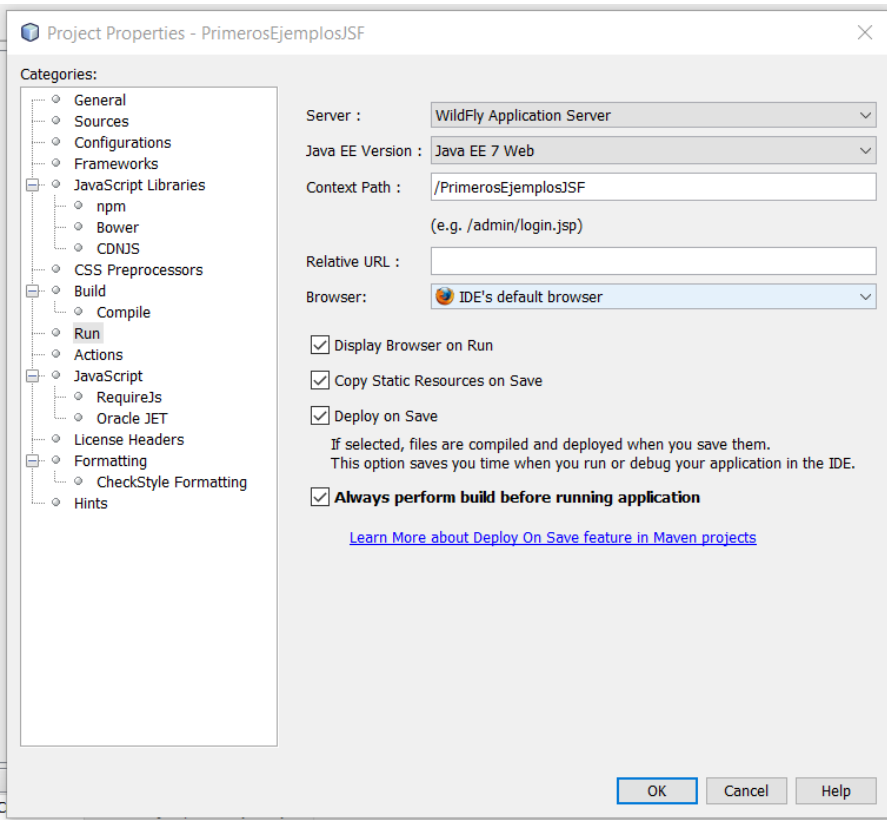 Project Properties - PrimerosEjemplosJSF
Categories:
General
Sources
Configurations
Frameworks
JavaScript Libraries
npm
Bower
CDNJS
CSS Preprocessors
Build
Compile
Run
Actions
JavaScript
RequireJs
Oracle JET
License Headers
Formatting
CheckStyle Formatting
Hints
Server : WildFly Application Server
Java EE Version : Java EE 7 Web
Context Path : /PrimerosEjemplosJSF
(e.g. /admin/login.jsp)
Relative URL :
Browser: IDE's default browser
Display Browser on Run
Copy Static Resources on Save
Deploy on Save
If selected, files are compiled and deployed when you save them.
This option saves you time when you run or debug your application in the IDE.
Always perform build before running application
Learn More about Deploy On Save feature in Maven projects
OK Cancel Help